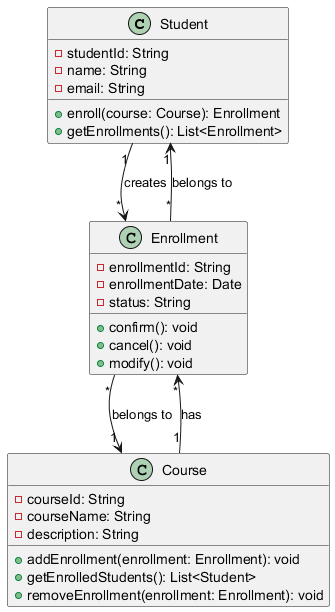 C Student
studentId: String
name: String
email: String
enroll(course: Course): Enrollment
getEnrollments(): List<Enrollment>
1 1
creates belongs to
* *
C Enrollment
enrollmentId: String
enrollmentDate: Date
status: String
confirm(): void
cancel(): void
modify(): void
* *
belongs to has
1 1
C Course
courseId: String
courseName: String
description: String
addEnrollment(enrollment: Enrollment): void
getEnrolledStudents(): List<Student>
removeEnrollment(enrollment: Enrollment): void